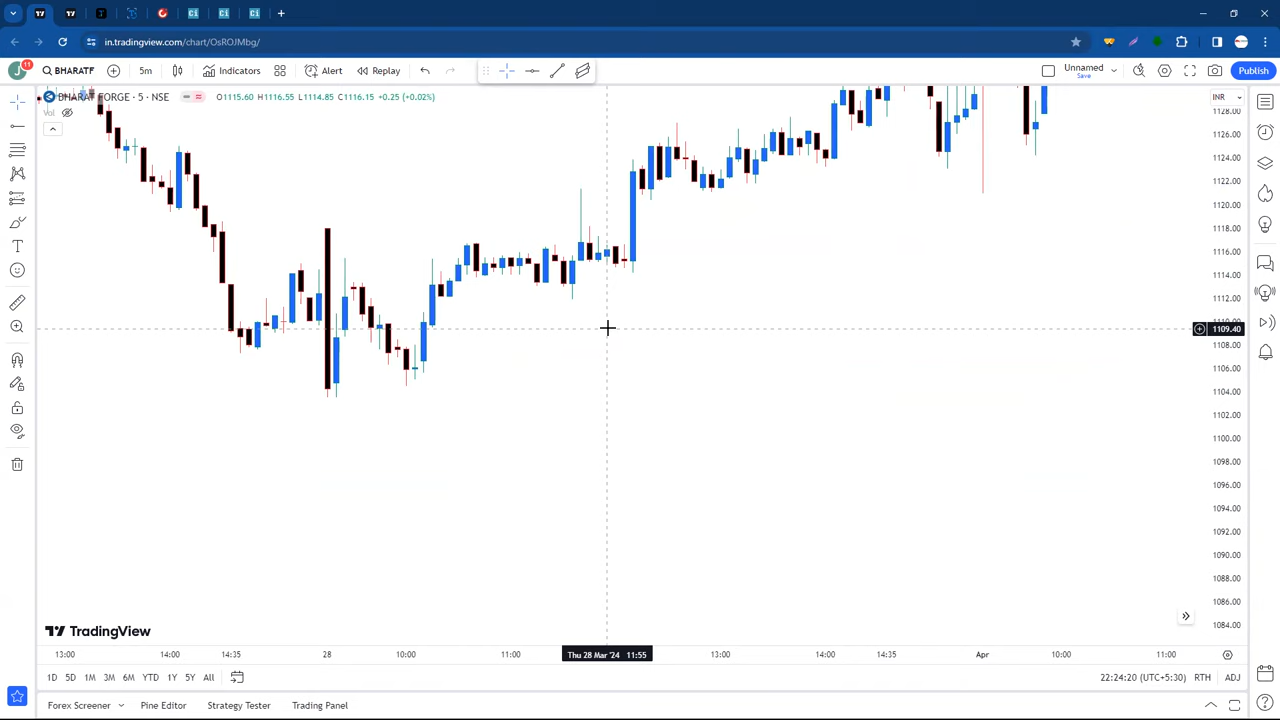 in.tradingview.com/chart/OsROJMbg/
11
BHARATF
5m
Indicators
Alert
Replay
Unnamed
Save
Publish
BHARAT FORGE · 5 · NSE
O1115.60 H1116.55 L1114.85 C1116.15 +0.25 (+0.02%)
Vol
INR
1128.00
1126.00
1124.00
1122.00
1120.00
1118.00
1116.00
1114.00
1112.00
1109.40
1108.00
1106.00
1104.00
1102.00
1100.00
1098.00
1096.00
1094.00
1092.00
1090.00
1088.00
1086.00
1084.00
TradingView
13:00
14:00
14:35
28
10:00
11:00
Thu 28 Mar '24 11:55
13:00
14:00
14:35
Apr
10:00
11:00
1D
5D
1M
3M
6M
YTD
1Y
5Y
All
22:24:20 (UTC+5:30)
RTH
ADJ
Forex Screener
Pine Editor
Strategy Tester
Trading Panel